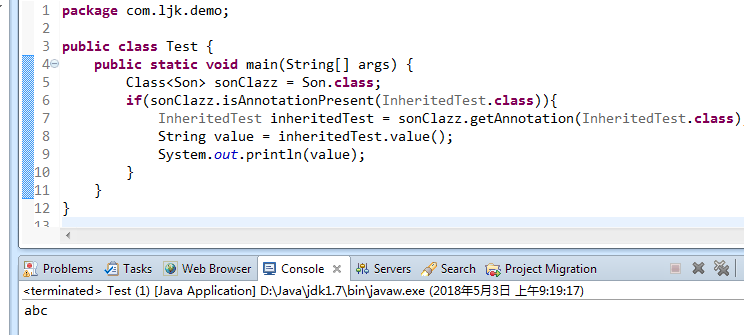 1 package com.ljk.demo;
2
3 public class Test {
4 public static void main(String[] args) {
5 Class<Son> sonClazz = Son.class;
6 if(sonClazz.isAnnotationPresent(InheritedTest.class)){
7 InheritedTest inheritedTest = sonClazz.getAnnotation(InheritedTest.class)
8 String value = inheritedTest.value();
9 System.out.println(value);
10 }
11 }
12 }
13
Problems Tasks Web Browser Console Servers Search Project Migration
<terminated> Test (1) [Java Application] D:\Java\jdk1.7\bin\javaw.exe (2018年5月3日 上午9:19:17)
abc